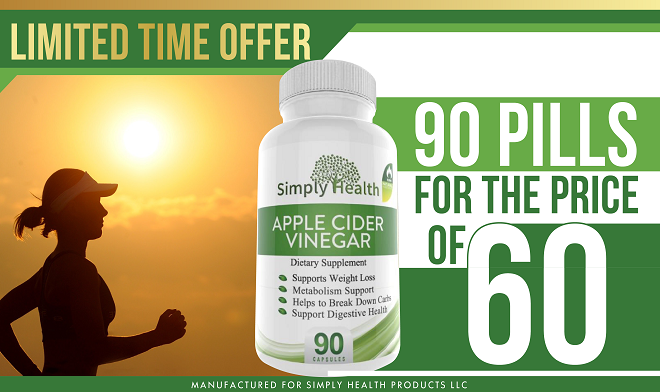 LIMITED TIME OFFER
90 PILLS
FOR THE PRICE
OF 60
Simply Health
APPLE CIDER
VINEGAR
Dietary Supplement
Supports Weight Loss
Metabolism Support
Helps to Break Down Carbs
Support Digestive Health
90
CAPSULES
MANUFACTURED FOR SIMPLY HEALTH PRODUCTS LLC